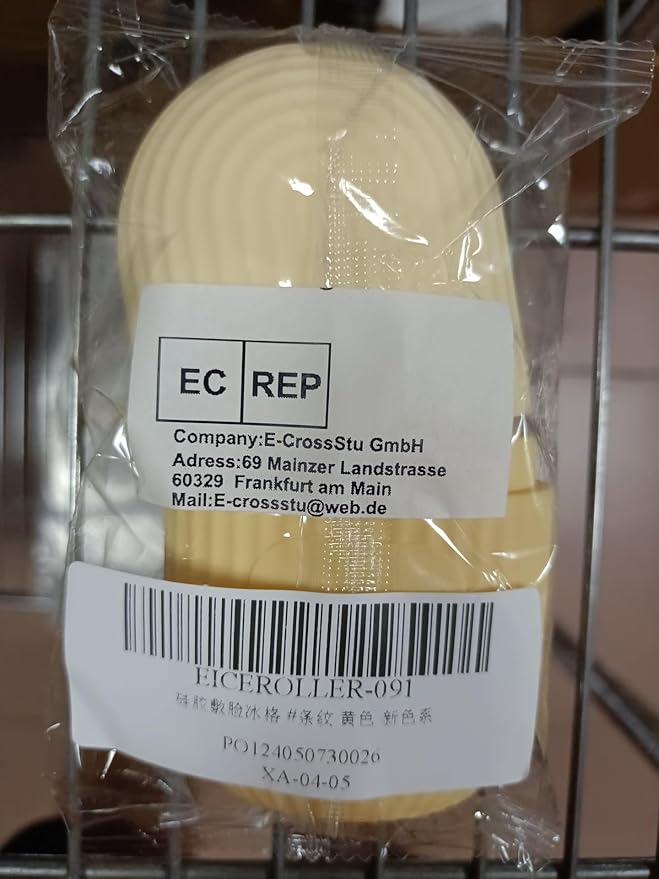 EC REP
Company:E-CrossStu GmbH
Adress:69 Mainzer Landstrasse
60329 Frankfurt am Main
Mail:E-crossstu@web.de
EICEROLLER-091
硅胶敷脸冰格 #条纹 黄色 新色系
PO124050730026
XA-04-05